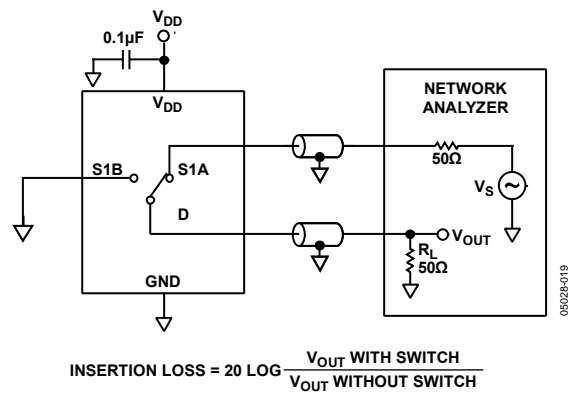 VDD
0.1µF
VDD
NETWORK
ANALYZER
S1B
S1A
50Ω
VS
D
VOUT
RL
50Ω
GND
05028-019
INSERTION LOSS = 20 LOG VOUT WITH SWITCH
VOUT WITHOUT SWITCH